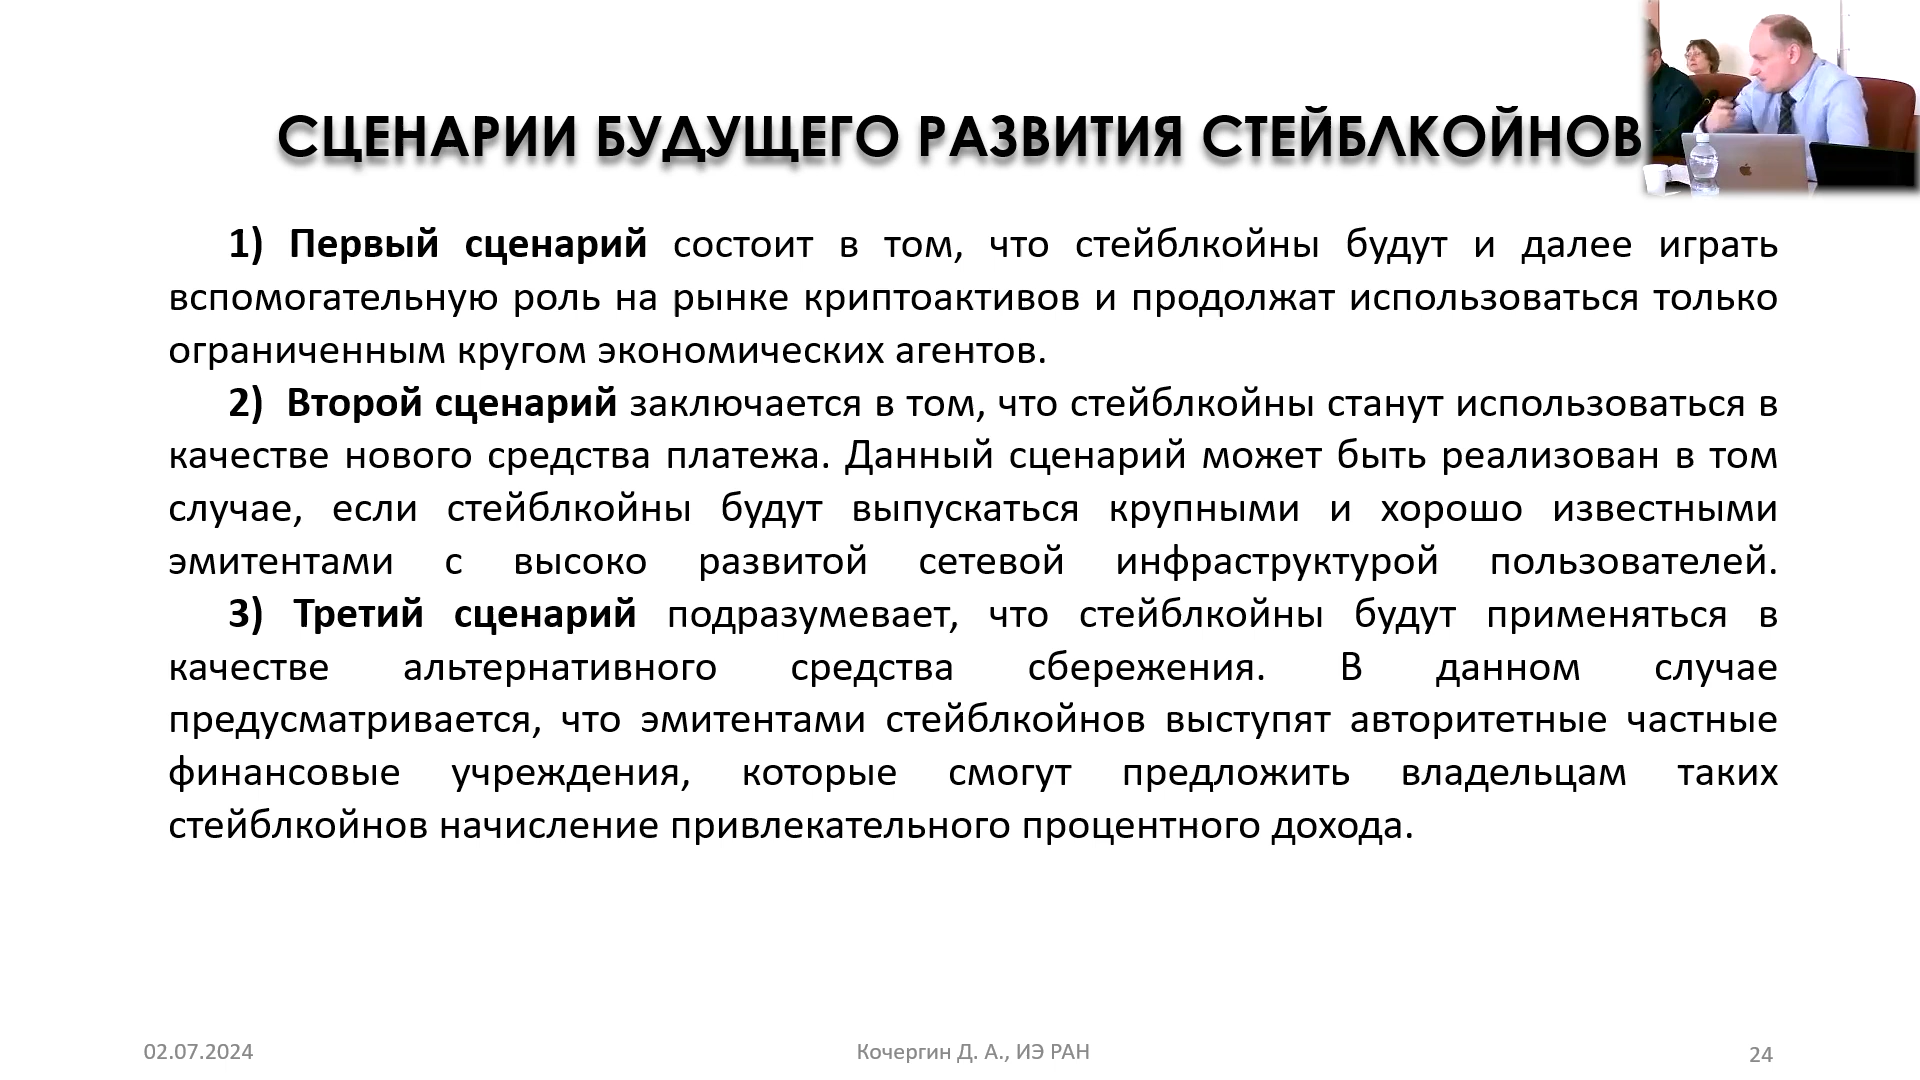 СЦЕНАРИИ БУДУЩЕГО РАЗВИТИЯ СТЕЙБЛКОЙНОВ
1) Первый сценарий состоит в том, что стейблкойны будут и далее играть
вспомогательную роль на рынке криптоактивов и продолжат использоваться только
ограниченным кругом экономических агентов.
2) Второй сценарий заключается в том, что стейблкойны станут использоваться в
качестве нового средства платежа. Данный сценарий может быть реализован в том
случае, если стейблкойны будут выпускаться крупными и хорошо известными
эмитентами с высоко развитой сетевой инфраструктурой пользователей.
3) Третий сценарий подразумевает, что стейблкойны будут применяться в
качестве альтернативного средства сбережения. В данном случае
предусматривается, что эмитентами стейблкойнов выступят авторитетные частные
финансовые учреждения, которые смогут предложить владельцам таких
стейблкойнов начисление привлекательного процентного дохода.
02.07.2024
Кочергин Д. А., ИЭ РАН
24